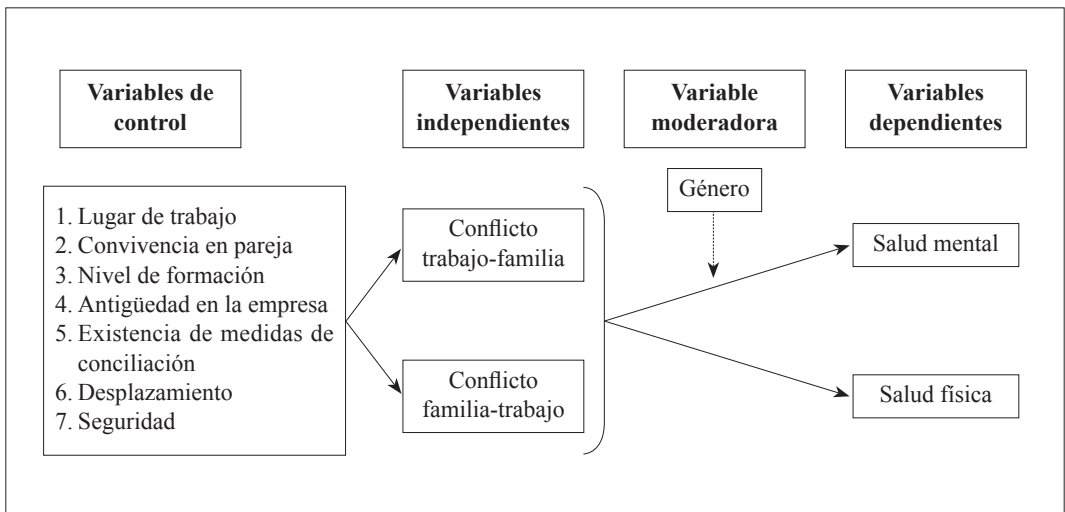 Variables de
control
Variables
independientes
Variable
moderadora
Variables
dependientes
1. Lugar de trabajo
2. Convivencia en pareja
3. Nivel de formación
4. Antigüedad en la empresa
5. Existencia de medidas de
conciliación
6. Desplazamiento
7. Seguridad
Conflicto
trabajo-familia
Conflicto
familia-trabajo
Género
Salud mental
Salud física